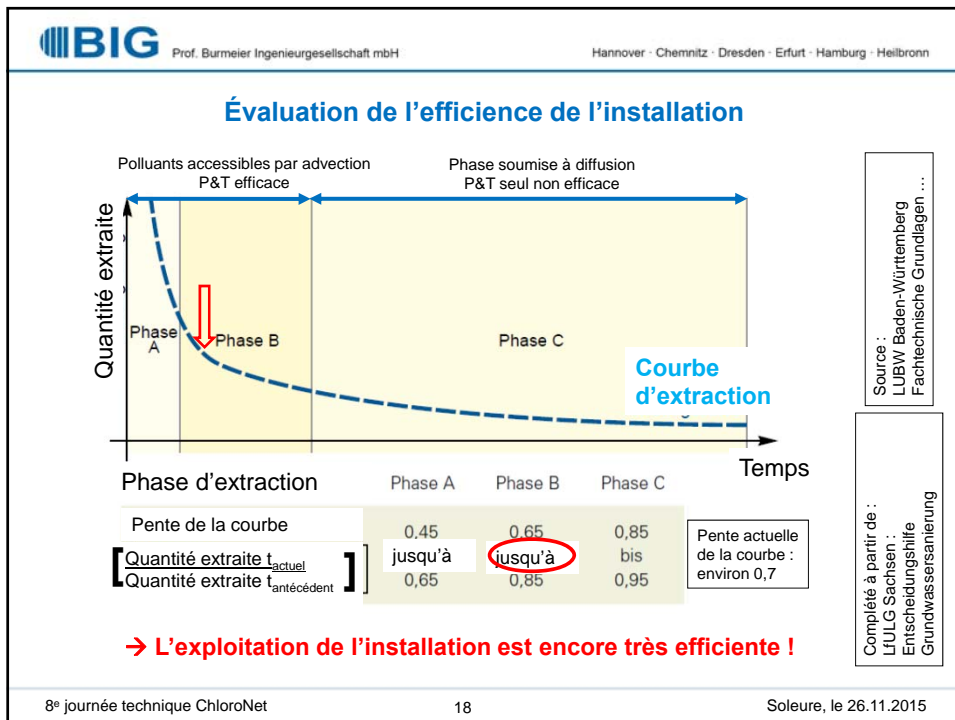 BIG Prof. Burmeier Ingenieurgesellschaft mbH
Hannover · Chemnitz · Dresden · Erfurt · Hamburg · Heilbronn
Évaluation de l’efficience de l’installation
Polluants accessibles par advection
P&T efficace
Phase soumise à diffusion
P&T seul non efficace
Quantité extraite
Phase
A
Phase B
Phase C
Courbe
d’extraction
Temps
Phase d’extraction
Phase A Phase B Phase C
Pente de la courbe
0,45 0,65 0,85
[Quantité extraite tactuel
Quantité extraite tantécédent]
jusqu’à jusqu’à bis
0,65 0,85 0,95
Pente actuelle
de la courbe :
environ 0,7
→ L’exploitation de l’installation est encore très efficiente !
Source :
LUBW Baden-Württemberg
Fachtechnische Grundlagen …
Complété à partir de :
LfULG Sachsen :
Entscheidungshilfe
Grundwassersanierung
8e journée technique ChloroNet
18
Soleure, le 26.11.2015